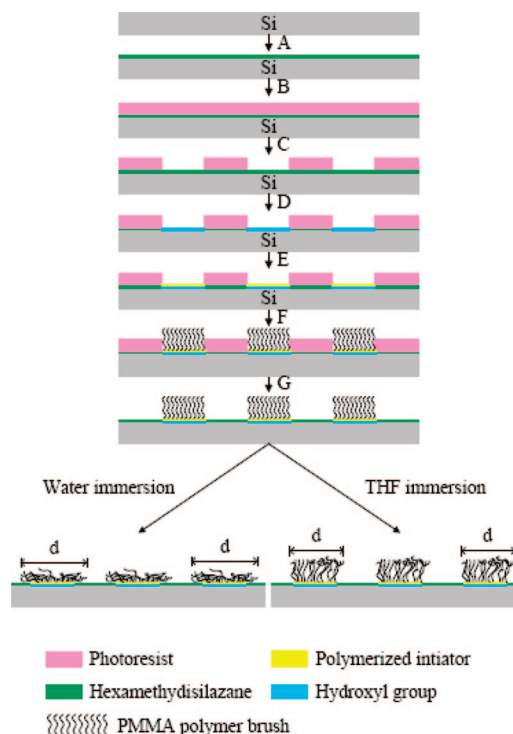 Si
A
Si
B
Si
C
Si
D
Si
E
Si
F
G
Water immersion
THF immersion
d
d
d
d
Photoresist
Polymerized intiator
Hexamethydisilazane
Hydroxyl group
PMMA polymer brush